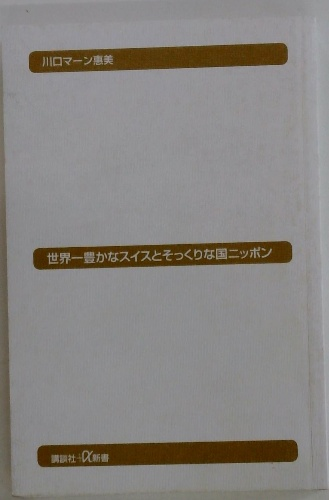 川口マーン惠美
世界一豊かなスイスとそっくりな国ニッポン
講談社+α新書